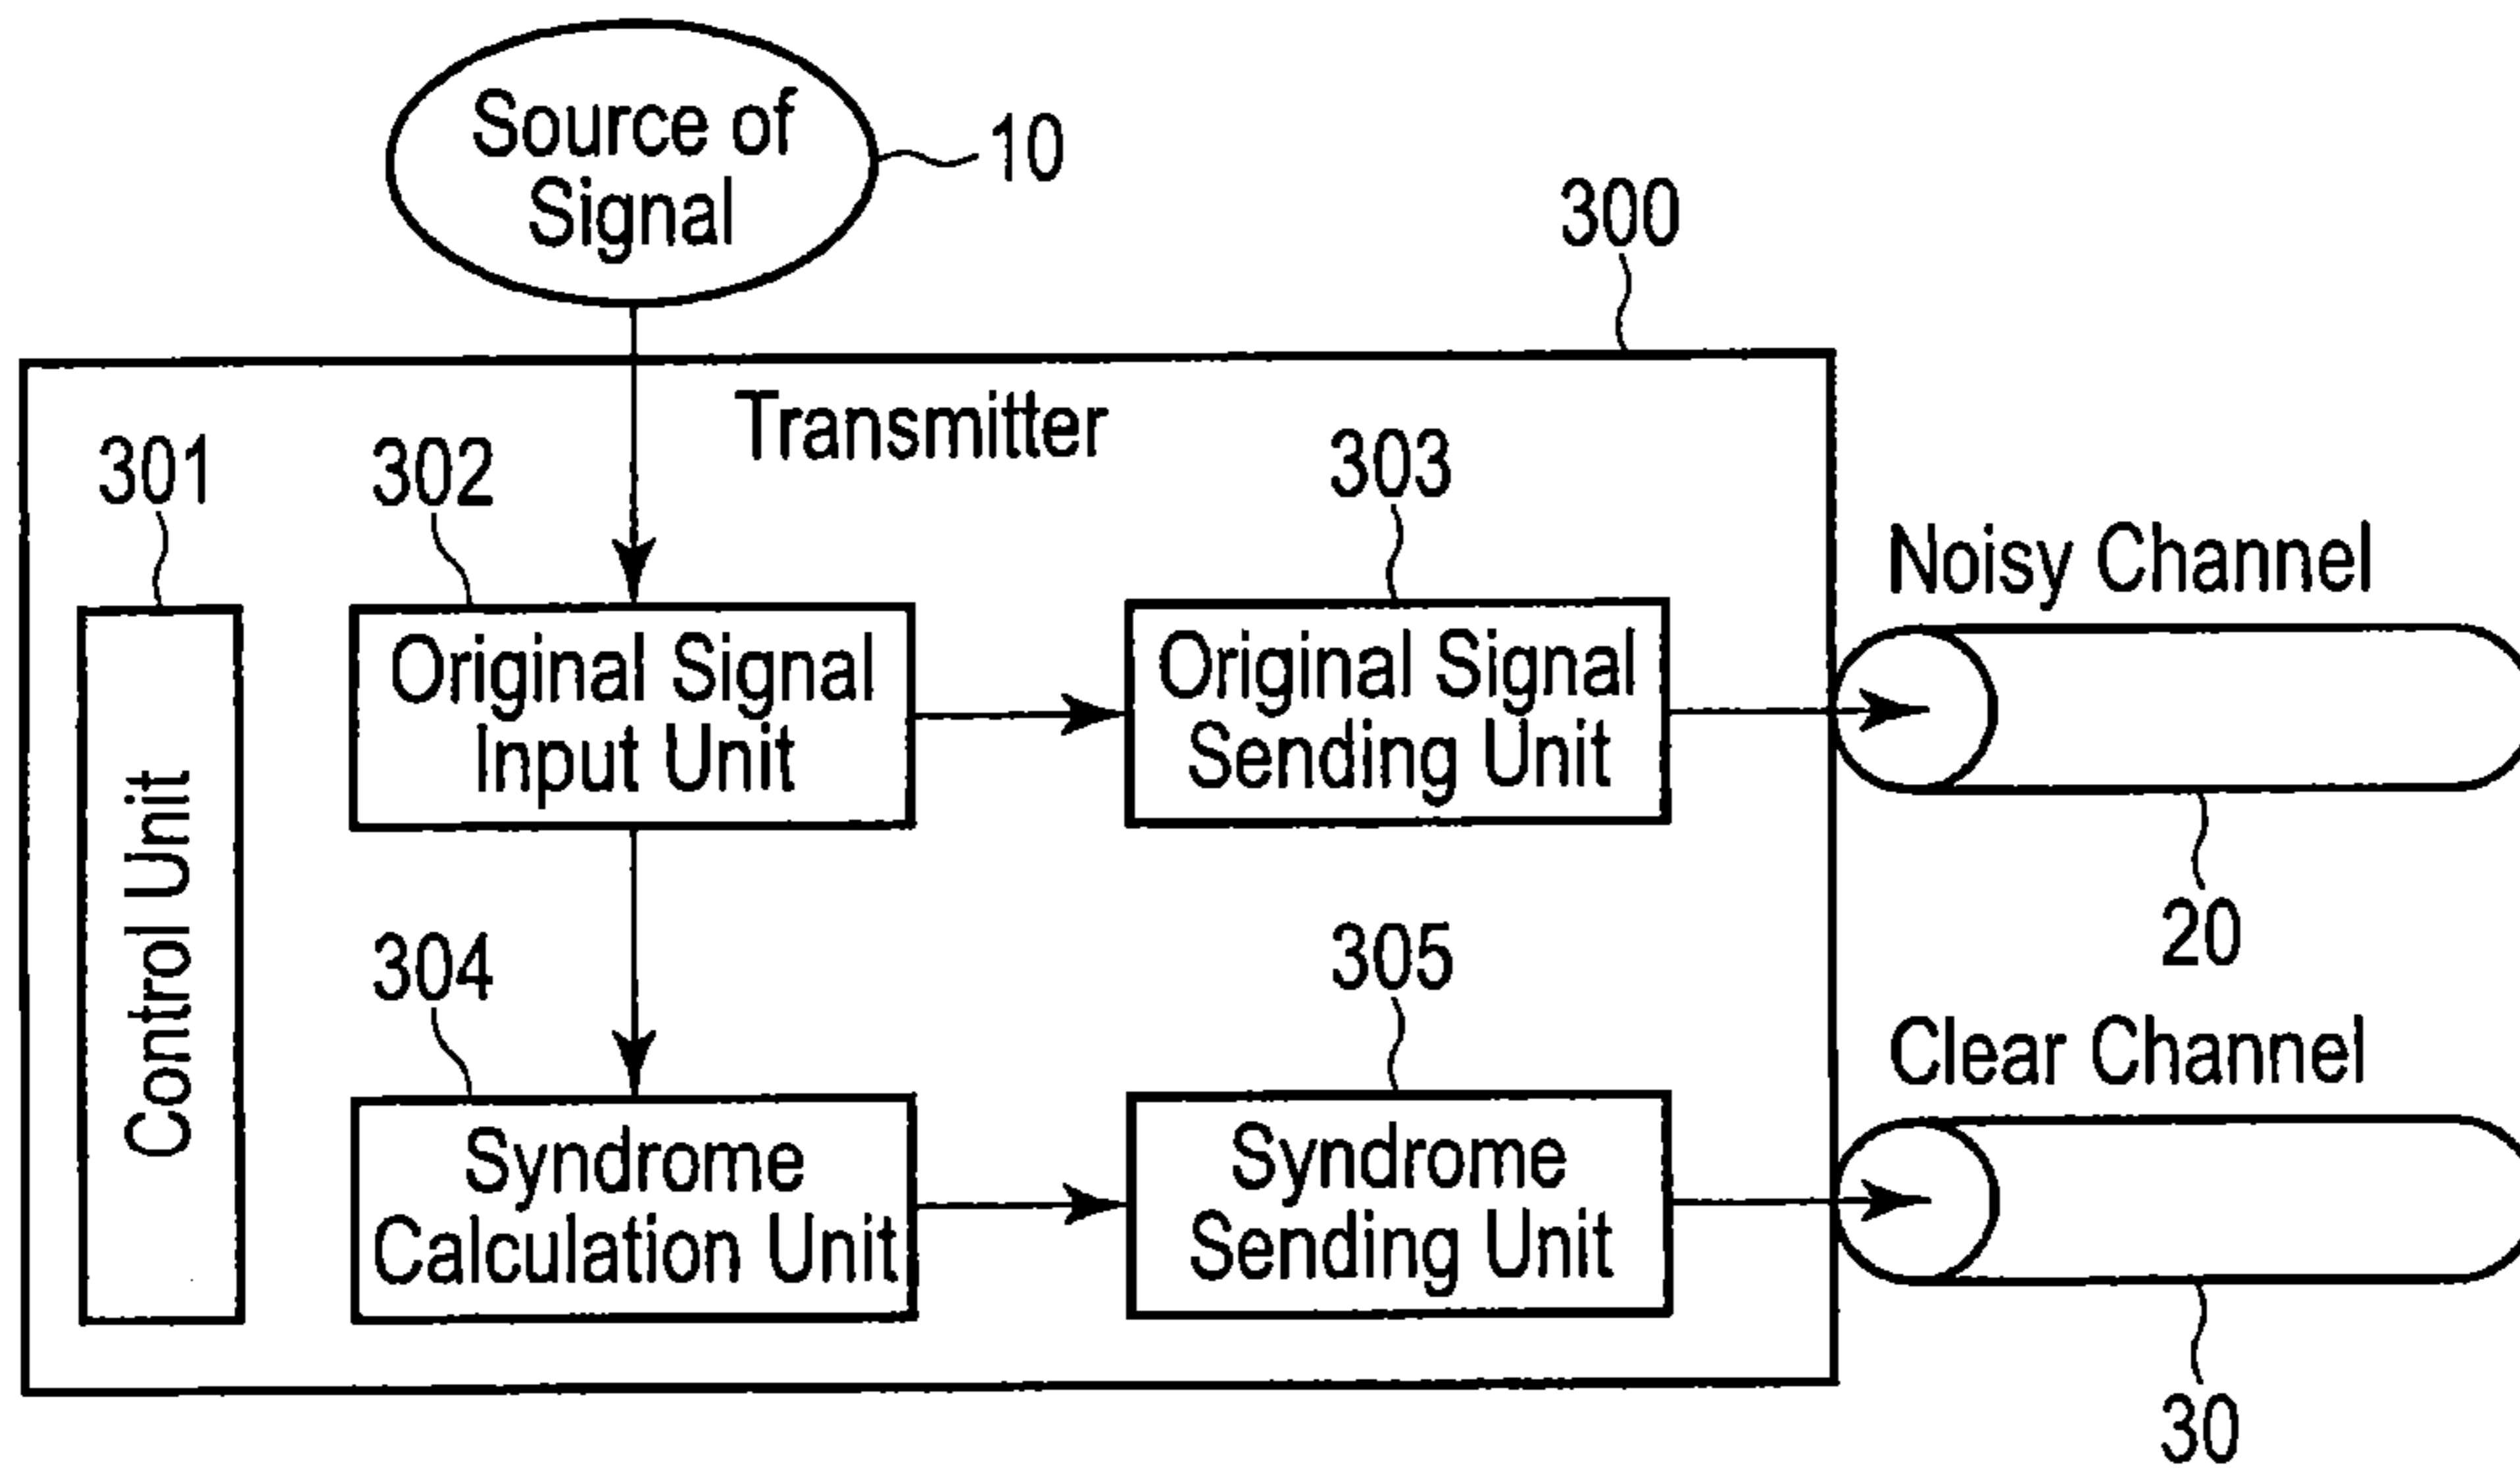 Source of
Signal
10
300
Transmitter
301
302
303
Noisy Channel
Original Signal
Input Unit
Original Signal
Sending Unit
Control Unit
20
304
305
Clear Channel
Syndrome
Calculation Unit
Syndrome
Sending Unit
30